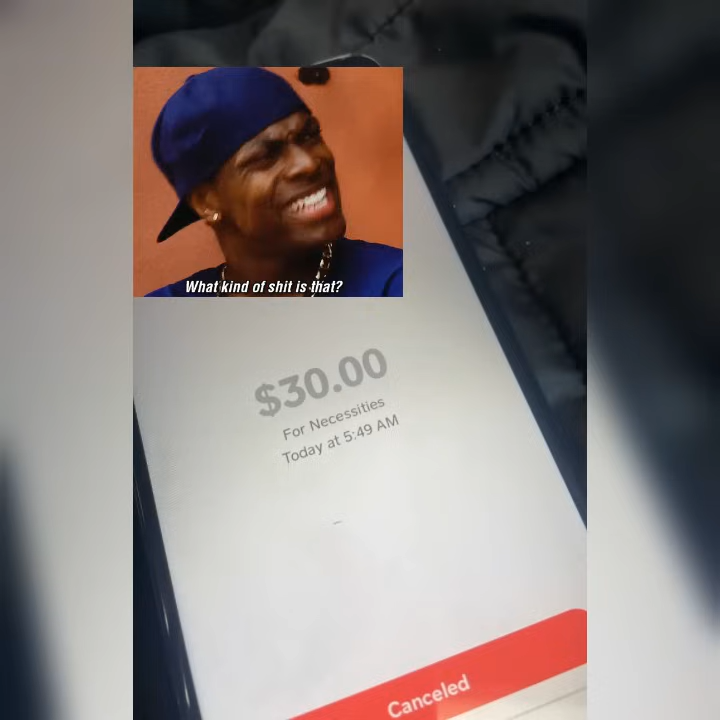 What kind of shit is that?
$30.00
For Necessities
Today at 5:49 AM
Canceled